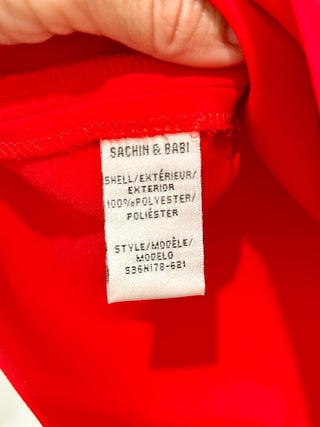 SACHIN & BABI
SHELL/EXTÉRIEUR/
EXTERIOR
100%POLYESTER/
POLIÉSTER
STYLE/MODÈLE/
MODELO
S36N178-621